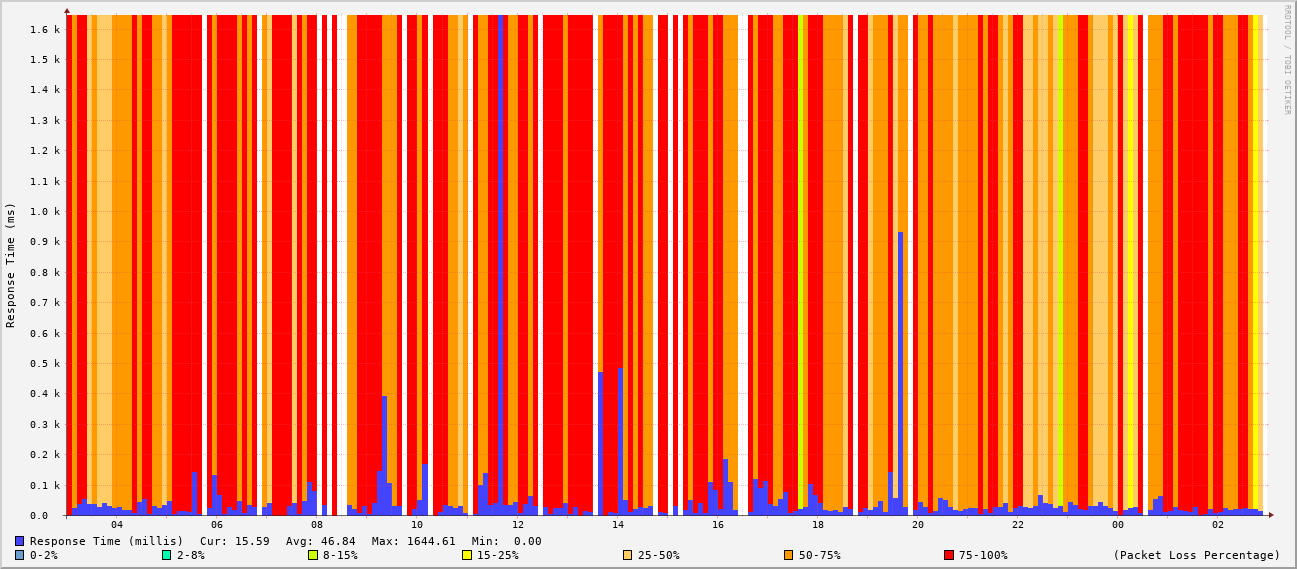 RRDTOOL / TOBI OETIKER
Response Time (ms)
1.6 k
1.5 k
1.4 k
1.3 k
1.2 k
1.1 k
1.0 k
0.9 k
0.8 k
0.7 k
0.6 k
0.5 k
0.4 k
0.3 k
0.2 k
0.1 k
0.0
04 06 08 10 12 14 16 18 20 22 00 02
Response Time (millis) Cur: 15.59 Avg: 46.84 Max: 1644.61 Min: 0.00
0-2% 2-8% 8-15% 15-25% 25-50% 50-75% 75-100% (Packet Loss Percentage)